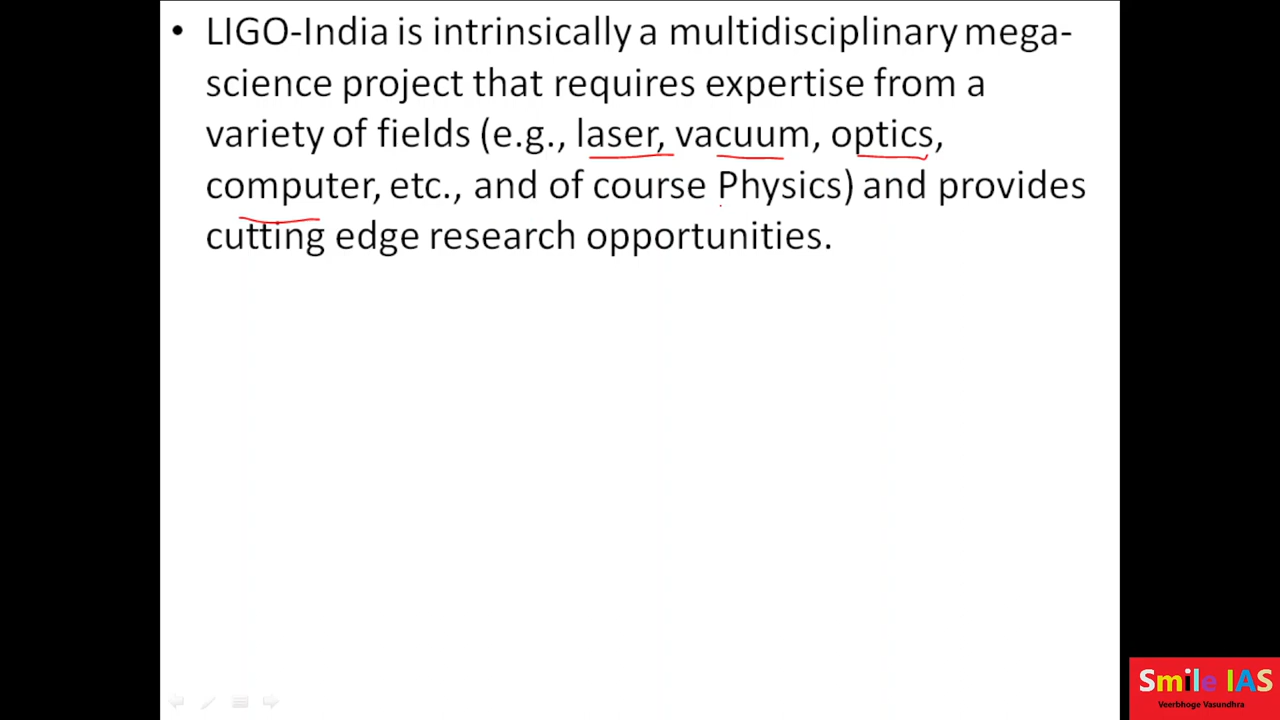 • LIGO-India is intrinsically a multidisciplinary mega-
science project that requires expertise from a
variety of fields (e.g., laser, vacuum, optics,
computer, etc., and of course Physics) and provides
cutting edge research opportunities.
Smile IAS
Veerbhoge Vasundhra